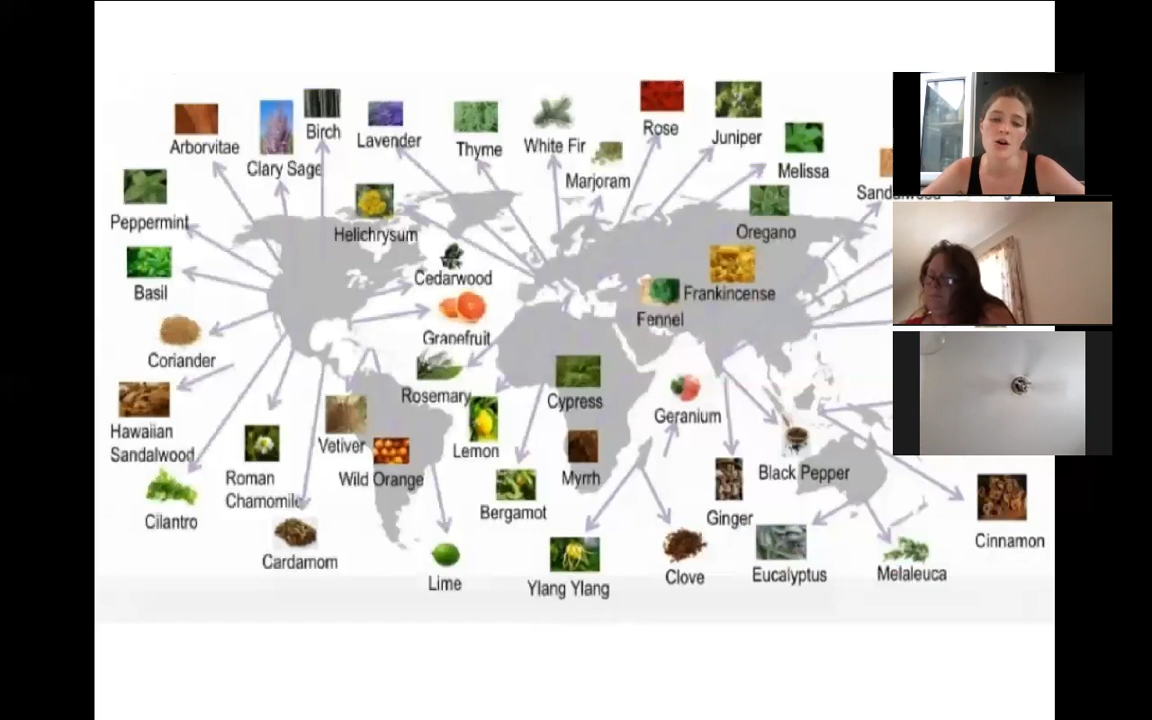 Arborvitae
Clary Sage
Birch
Lavender
Thyme
White Fir
Marjoram
Rose
Juniper
Melissa
Peppermint
Helichrysum
Oregano
Basil
Cedarwood
Frankincense
Fennel
Coriander
Grapefruit
Rosemary
Cypress
Geranium
Hawaiian
Sandalwood
Roman
Chamomile
Vetiver
Wild Orange
Lemon
Myrrh
Black Pepper
Cilantro
Bergamot
Ginger
Cinnamon
Cardamom
Lime
Ylang Ylang
Clove
Eucalyptus
Melaleuca